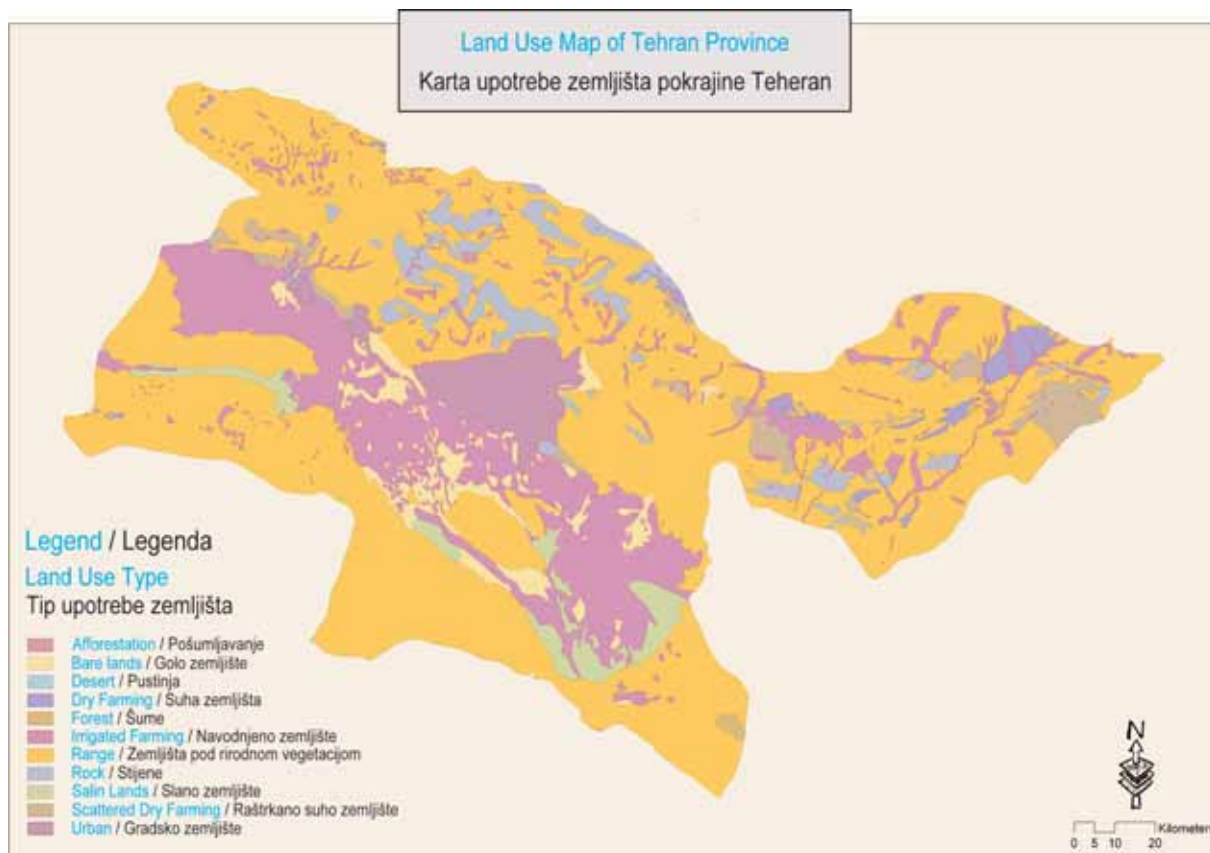 Land Use Map of Tehran Province
Karta upotrebe zemljišta pokrajine Teheran
Legend / Legenda
Land Use Type
Tip upotrebe zemljišta
Afforestation / Pošumljavanje
Bare lands / Golo zemljište
Desert / Pustinja
Dry Farming / Suha zemljišta
Forest / Šume
Irrigated Farming / Navodnjeno zemljište
Range / Zemljišta pod rirodnom vegetacijom
Rock / Stijene
Salin Lands / Slano zemljište
Scattered Dry Farming / Raštrkano suho zemljište
Urban / Gradsko zemljište
N
Kilometers
0 5 10 20